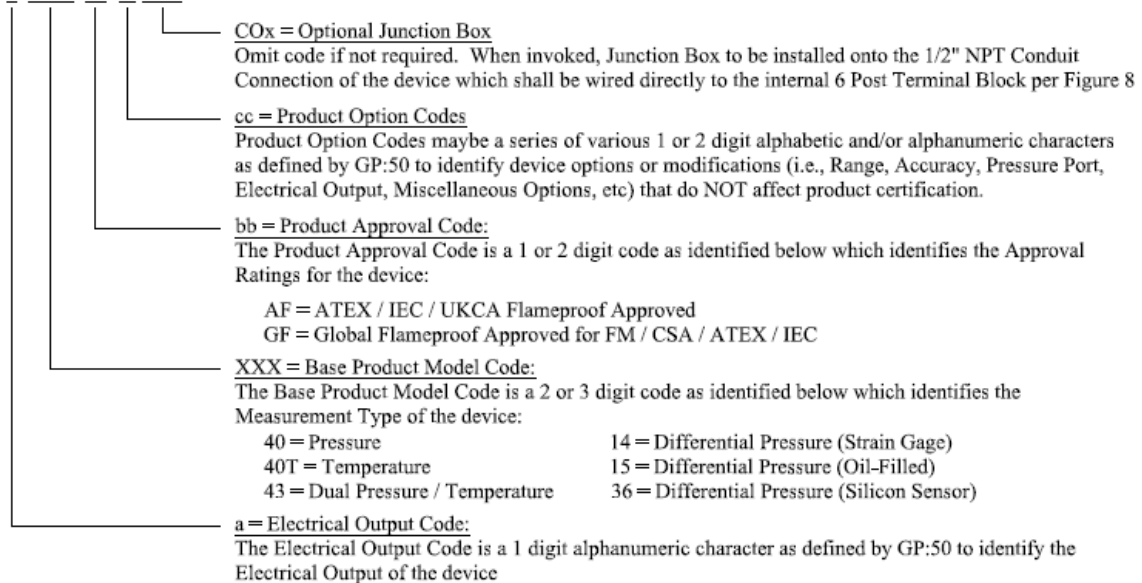 COx = Optional Junction Box
Omit code if not required. When invoked, Junction Box to be installed onto the 1/2" NPT Conduit
Connection of the device which shall be wired directly to the internal 6 Post Terminal Block per Figure 8
cc = Product Option Codes
Product Option Codes maybe a series of various 1 or 2 digit alphabetic and/or alphanumeric characters
as defined by GP:50 to identify device options or modifications (i.e., Range, Accuracy, Pressure Port,
Electrical Output, Miscellaneous Options, etc) that do NOT affect product certification.
bb = Product Approval Code:
The Product Approval Code is a 1 or 2 digit code as identified below which identifies the Approval
Ratings for the device:
AF = ATEX / IEC / UKCA Flameproof Approved
GF = Global Flameproof Approved for FM / CSA / ATEX / IEC
XXX = Base Product Model Code:
The Base Product Model Code is a 2 or 3 digit code as identified below which identifies the
Measurement Type of the device:
40 = Pressure 14 = Differential Pressure (Strain Gage)
40T = Temperature 15 = Differential Pressure (Oil-Filled)
43 = Dual Pressure / Temperature 36 = Differential Pressure (Silicon Sensor)
a = Electrical Output Code:
The Electrical Output Code is a 1 digit alphanumeric character as defined by GP:50 to identify the
Electrical Output of the device